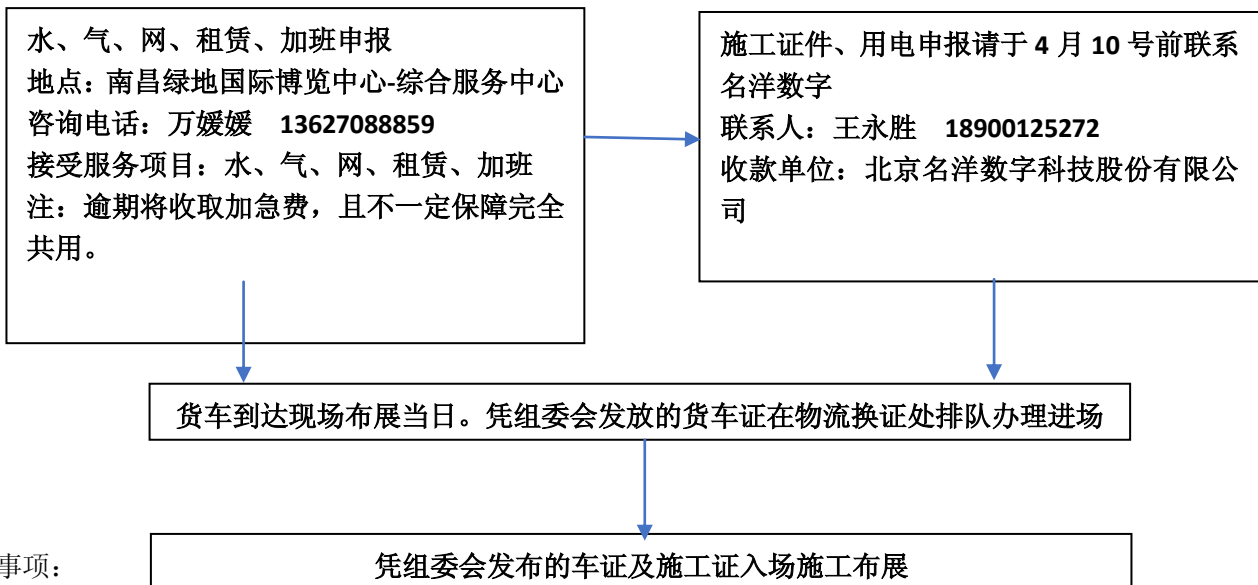 水、气、网、租赁、加班申报
地点：南昌绿地国际博览中心-综合服务中心
咨询电话：万媛媛 13627088859
接受服务项目：水、气、网、租赁、加班
注：逾期将收取加急费，且不一定保障完全
共用。
施工证件、用电申报请于 4 月 10 号前联系
名洋数字
联系人：王永胜 18900125272
收款单位：北京名洋数字科技股份有限公
司
货车到达现场布展当日。凭组委会发放的货车证在物流换证处排队办理进场
事项：
凭组委会发布的车证及施工证入场施工布展